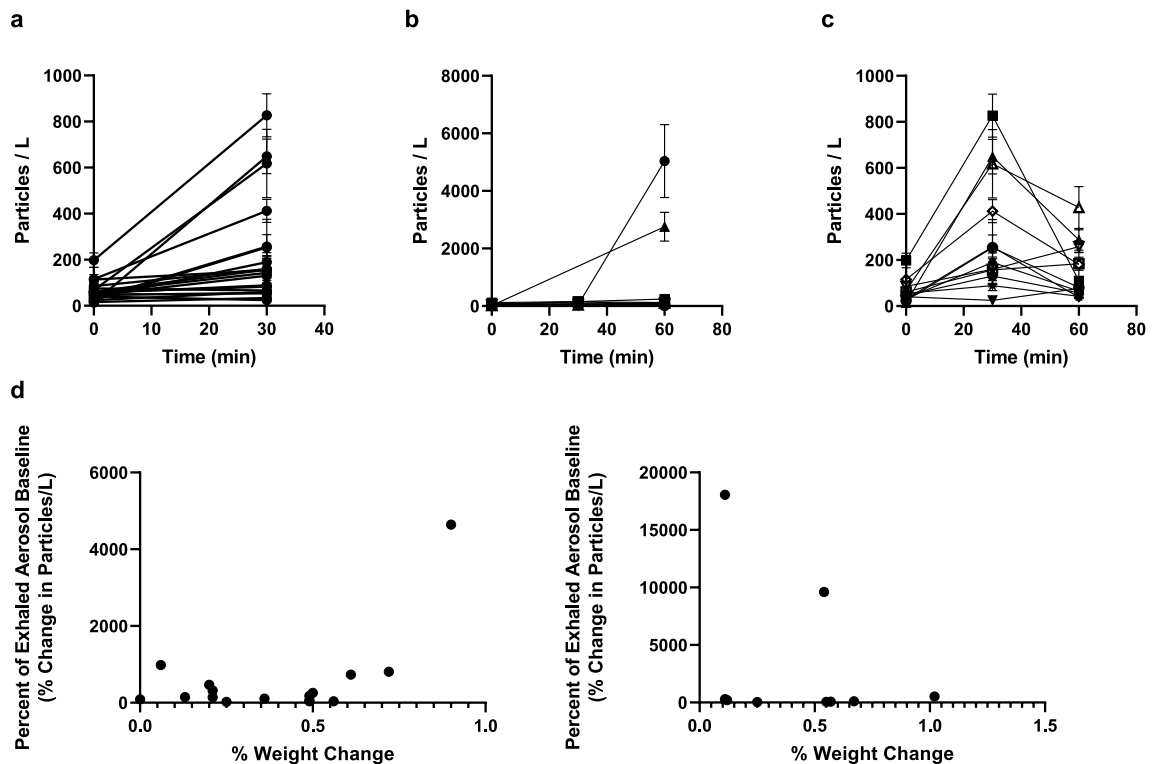 a
b
c
1000
800
600
400
200
0
Particles / L
0 10 20 30 40
Time (min)
8000
6000
4000
2000
0
Particles / L
0 20 40 60 80
Time (min)
1000
800
600
400
200
0
Particles / L
0 20 40 60 80
Time (min)
d
Percent of Exhaled Aerosol Baseline
(% Change in Particles/L)
6000
4000
2000
0
0.0 0.5 1.0
% Weight Change
Percent of Exhaled Aerosol Baseline
(% Change in Particles/L)
20000
15000
10000
5000
0
0.0 0.5 1.0 1.5
% Weight Change